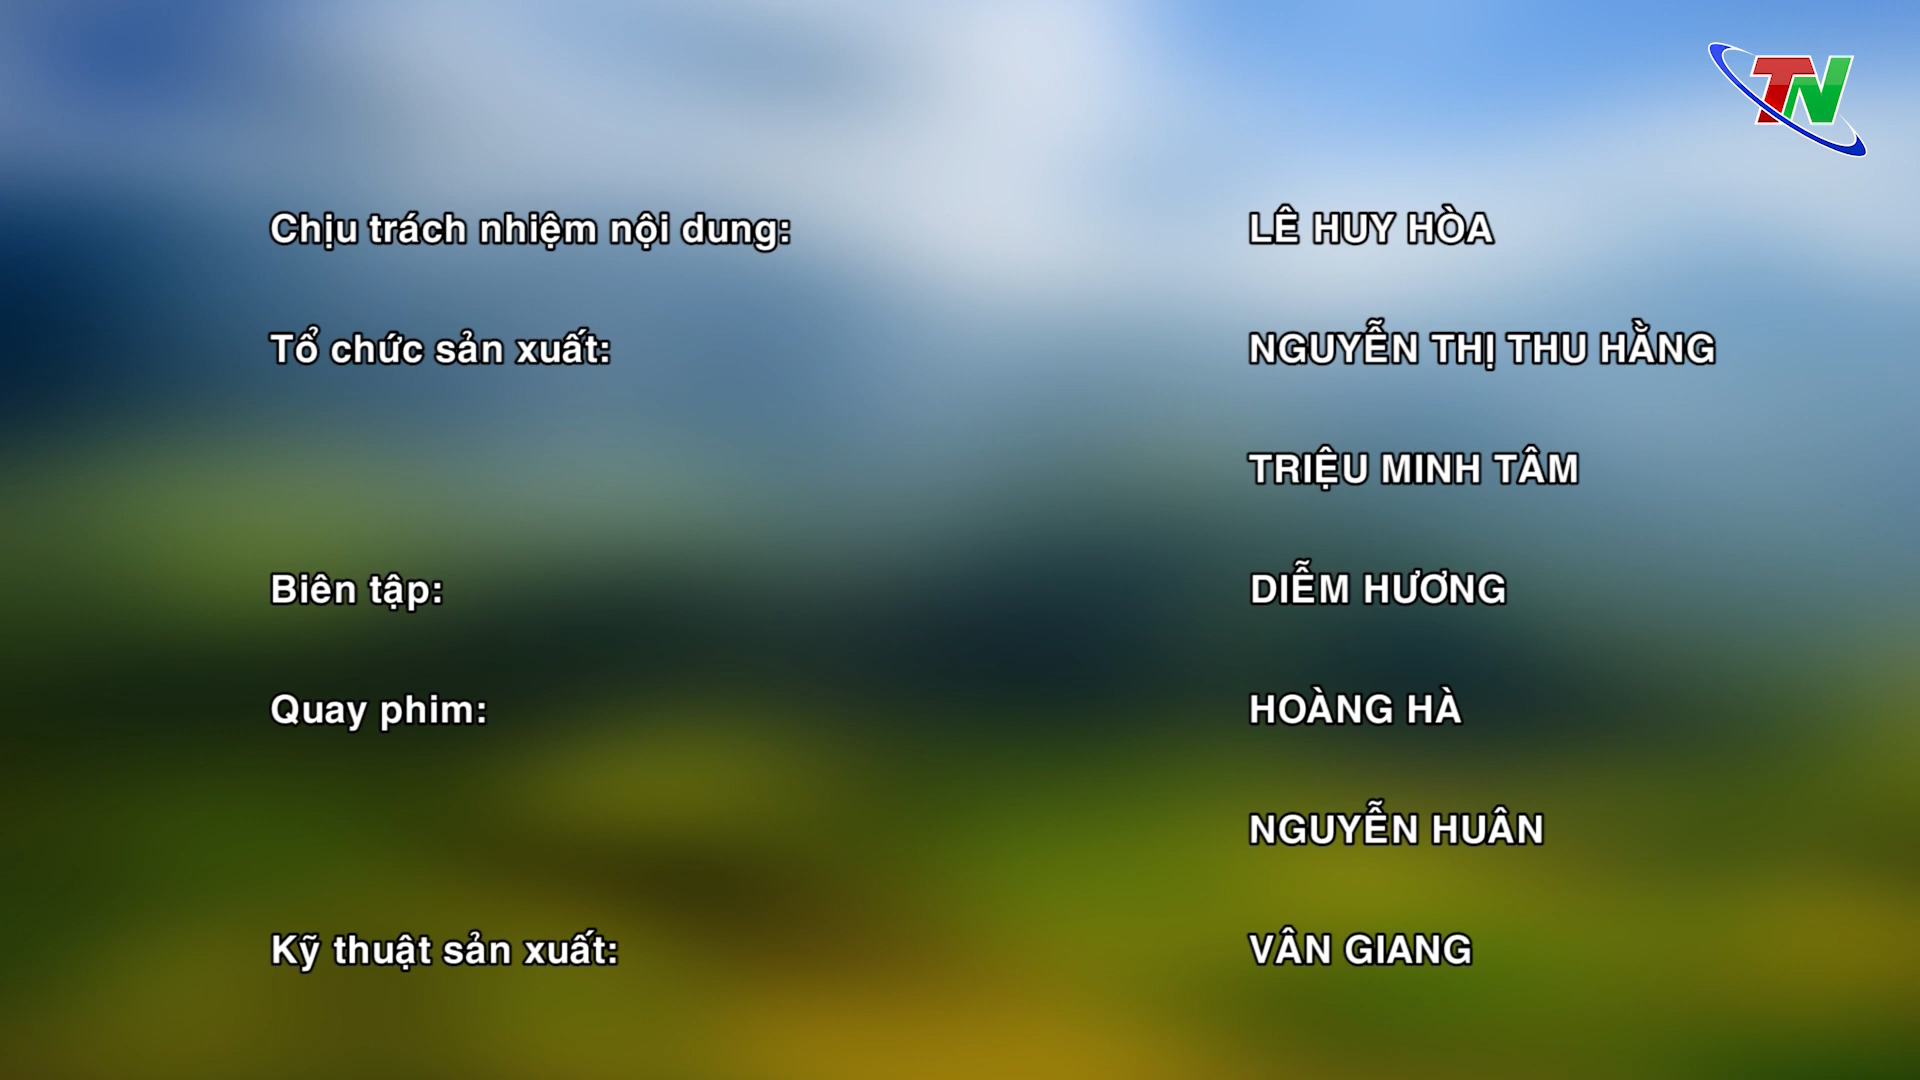 TN
Chịu trách nhiệm nội dung: LÊ HUY HÒA
Tổ chức sản xuất: NGUYỄN THỊ THU HẰNG
TRIỆU MINH TÂM
Biên tập: DIỄM HƯƠNG
Quay phim: HOÀNG HÀ
NGUYỄN HUÂN
Kỹ thuật sản xuất: VÂN GIANG